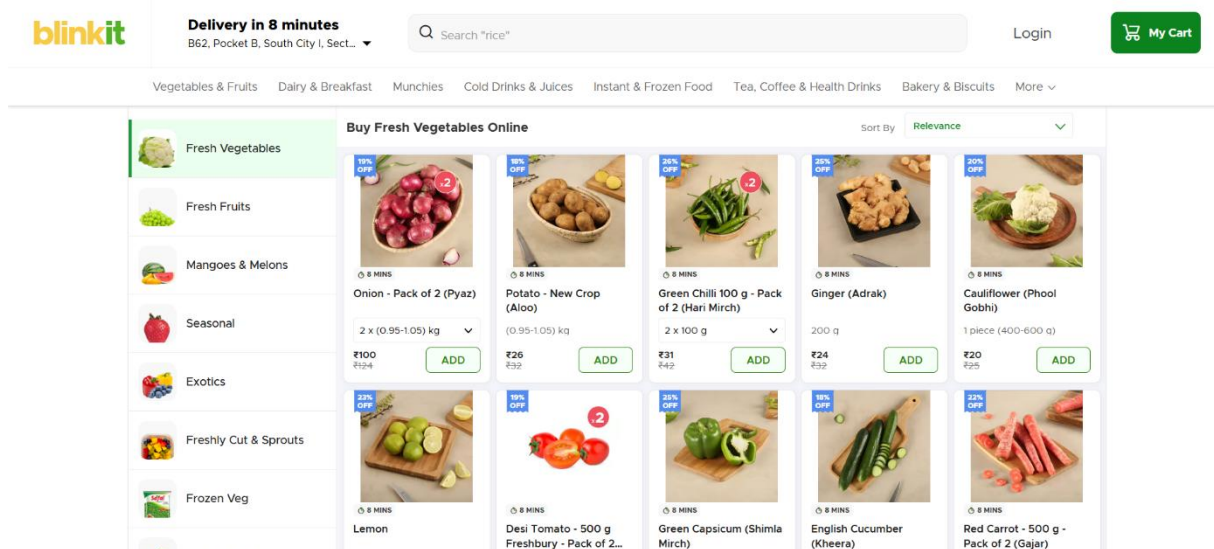 blinkit
Delivery in 8 minutes
B62, Pocket B, South City I, Sect...
Search "rice"
Login
My Cart
Vegetables & Fruits
Dairy & Breakfast
Munchies
Cold Drinks & Juices
Instant & Frozen Food
Tea, Coffee & Health Drinks
Bakery & Biscuits
More
Fresh Vegetables
Fresh Fruits
Mangoes & Melons
Seasonal
Exotics
Freshly Cut & Sprouts
Frozen Veg
Buy Fresh Vegetables Online
Sort By
Relevance
19%
OFF
x2
8 MINS
Onion - Pack of 2 (Pyaz)
2 x (0.95-1.05) kg
₹100
₹124
ADD
18%
OFF
8 MINS
Potato - New Crop
(Aloo)
(0.95-1.05) kg
₹26
₹32
ADD
26%
OFF
x2
8 MINS
Green Chilli 100 g - Pack
of 2 (Hari Mirch)
2 x 100 g
₹31
₹42
ADD
25%
OFF
8 MINS
Ginger (Adrak)
200 g
₹24
₹32
ADD
20%
OFF
8 MINS
Cauliflower (Phool
Gobhi)
1 piece (400-600 g)
₹20
₹25
ADD
23%
OFF
8 MINS
Lemon
19%
OFF
x2
8 MINS
Desi Tomato - 500 g
Freshbury - Pack of 2...
25%
OFF
8 MINS
Green Capsicum (Shimla
Mirch)
18%
OFF
8 MINS
English Cucumber
(Kheera)
22%
OFF
8 MINS
Red Carrot - 500 g -
Pack of 2 (Gajar)